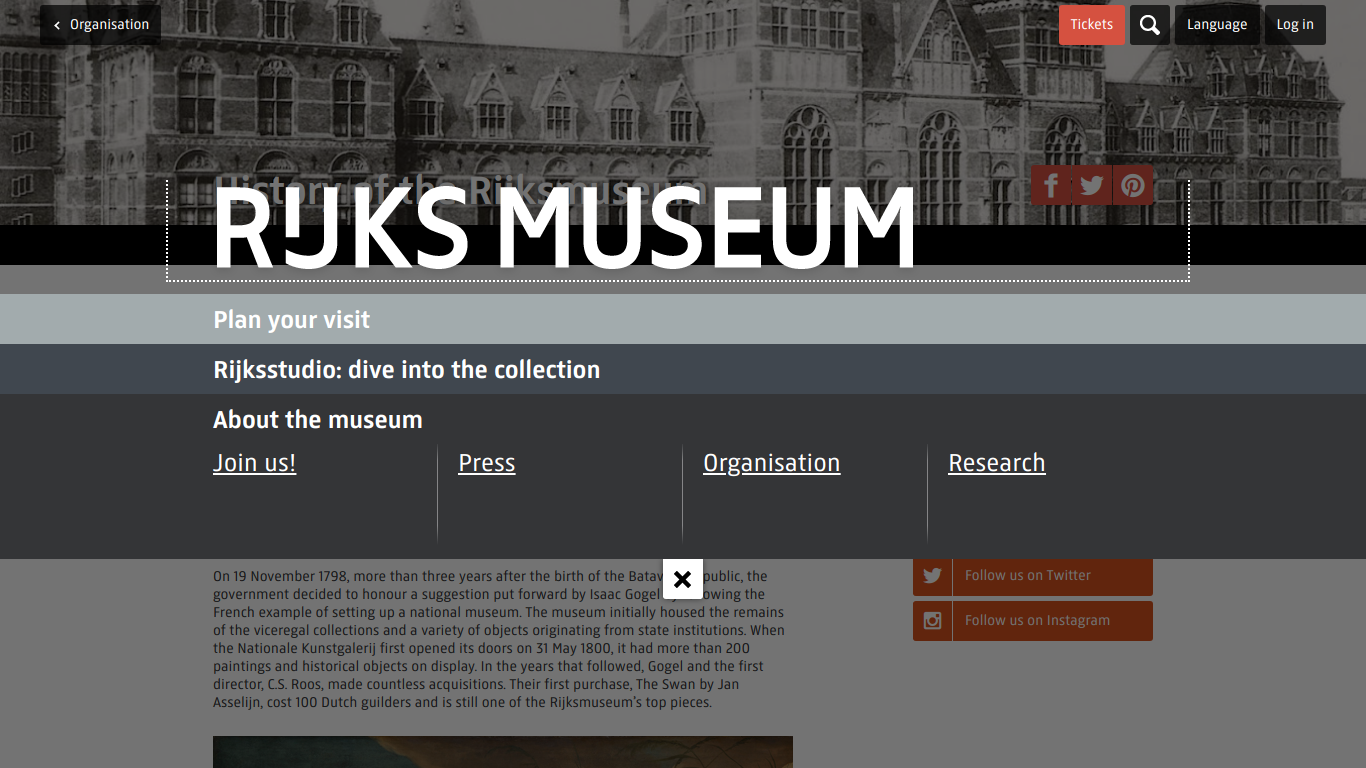 Organisation
Tickets
Language
Log in
History of the Rijksmuseum
RIJKS MUSEUM
Plan your visit
Rijksstudio: dive into the collection
About the museum
Join us!
Press
Organisation
Research
On 19 November 1798, more than three years after the birth of the public, the
government decided to honour a suggestion put forward by Isaac Gogel the
French example of setting up a national museum. The museum initially housed the remains
of the viceregal collections and a variety of objects originating from state institutions. When
the Nationale Kunstgalerij first opened its doors on 31 May 1800, it had more than 200
paintings and historical objects on display. In the years that followed, Gogel and the first
director, C.S. Roos, made countless acquisitions. Their first purchase, The Swan by Jan
Asselijn, cost 100 Dutch guilders and is still one of the Rijksmuseum's top pieces.
Follow us on Twitter
Follow us on Instagram